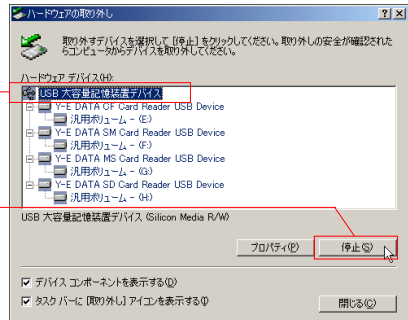 ハードウェアの取り外し
取り外すデバイスを選択して [停止] をクリックしてください。取り外しの安全が確認された
らコンピュータからデバイスを取り外してください。
ハードウェア デバイス(H):
USB 大容量記憶装置デバイス
Y-E DATA CF Card Reader USB Device
汎用ボリューム - (E:)
Y-E DATA SM Card Reader USB Device
汎用ボリューム - (F:)
Y-E DATA MS Card Reader USB Device
汎用ボリューム - (G:)
Y-E DATA SD Card Reader USB Device
汎用ボリューム - (H:)
USB 大容量記憶装置デバイス (Silicon Media R/W)
プロパティ(P) 停止(S)
デバイス コンポーネントを表示する(D)
タスク バーに [取り外し] アイコンを表示する(I)
閉じる(C)